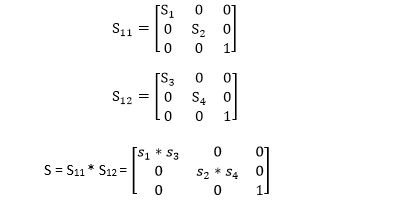 S₁₁ = [S₁ 0 0
0 S₂ 0
0 0 1]
S₁₂ = [S₃ 0 0
0 S₄ 0
0 0 1]
S = S₁₁ * S₁₂ = [s₁ * s₃ 0 0
0 s₂ * s₄ 0
0 0 1]